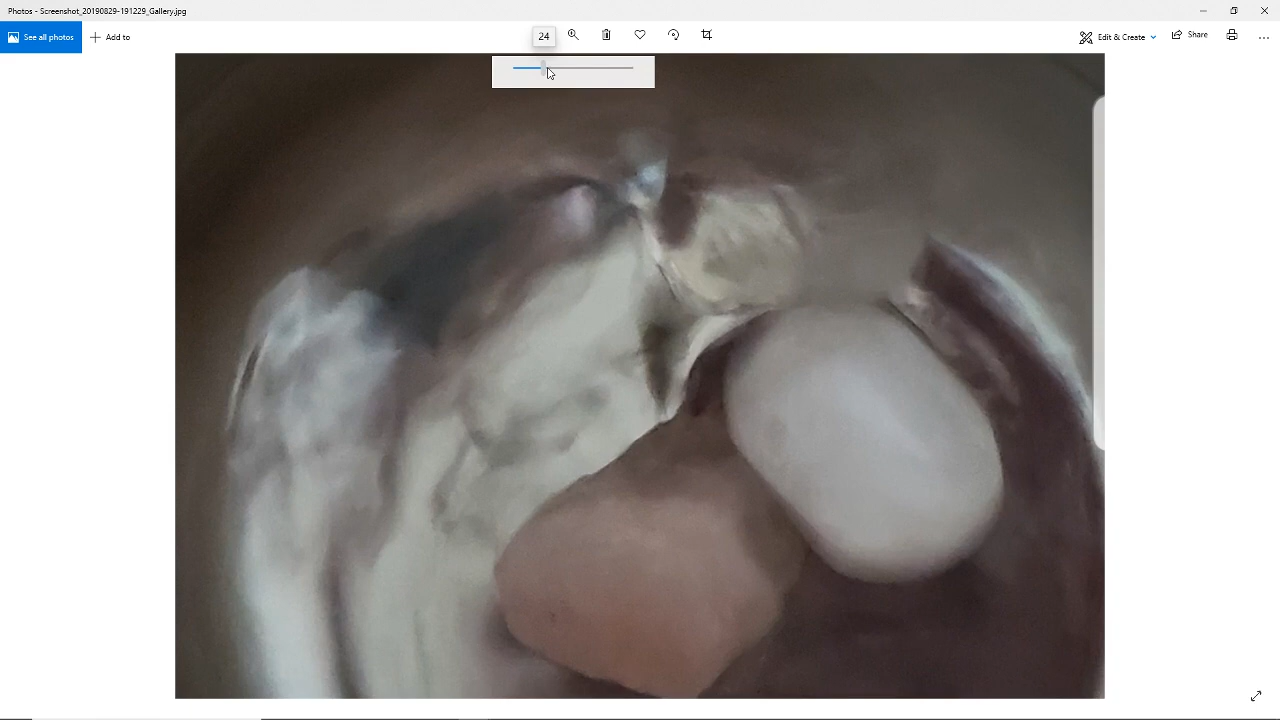 Photos - Screenshot_20190829-191229_Gallery.jpg
See all photos
Add to
24
Edit & Create
Share